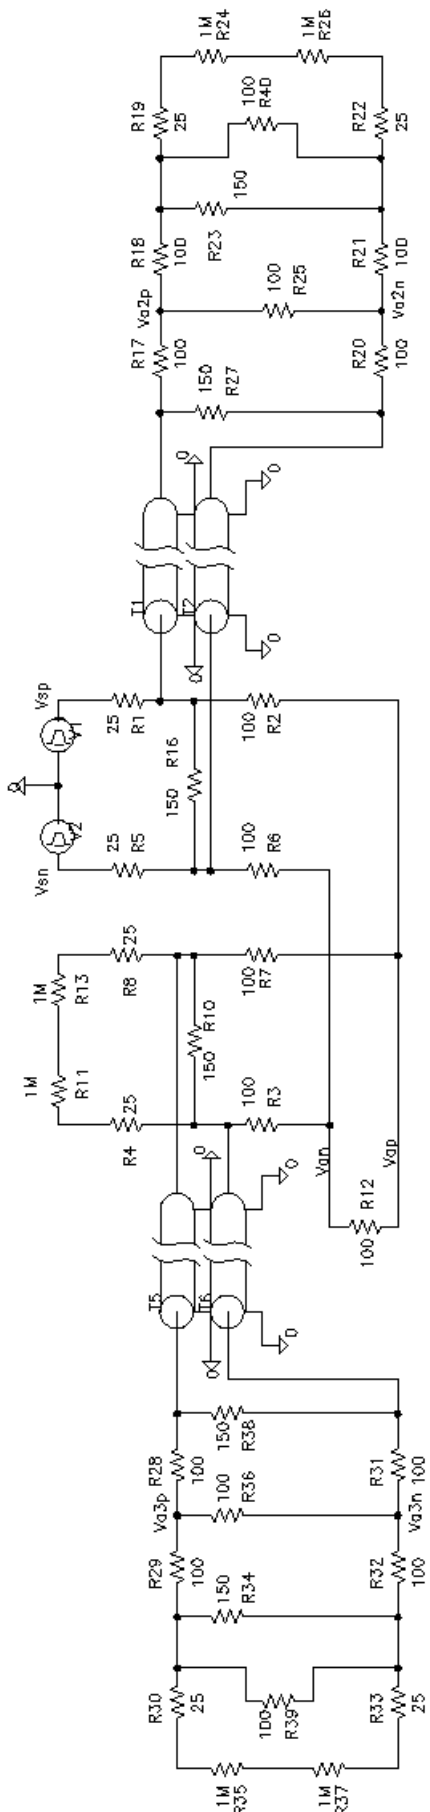 1M
R24
1M
R26
R19
25
100
R40
R22
25
150
R23
R18
100
R21
100
Va2p
100
R25
Va2n
R17
100
150
R27
R20
100
0
0
T1
T2
0
0
Vsp
25
R1
V1
0
V2
Vsn
25
R5
R16
150
100
R2
100
R6
1M
R13
25
R8
1M
R11
25
R4
R10
150
100
R7
100
R3
Van
Vap
R12
100
0
0
T5
T6
0
0
150
R38
R28
100
R31
100
Va3p
100
R36
Va3n
R29
100
150
R34
R32
100
R30
25
100
R39
R33
25
1M
R35
1M
R37